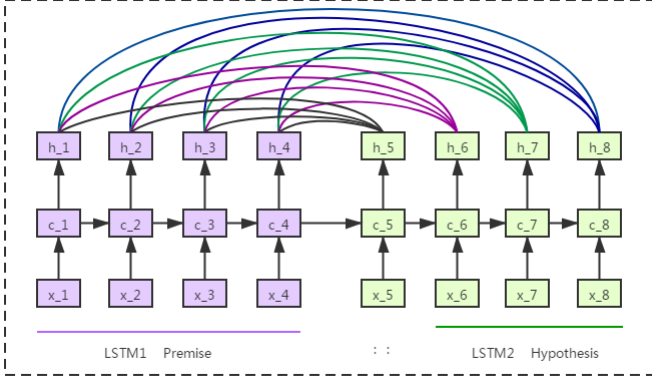 h_1 h_2 h_3 h_4 h_5 h_6 h_7 h_8
c_1 c_2 c_3 c_4 c_5 c_6 c_7 c_8
x_1 x_2 x_3 x_4 x_5 x_6 x_7 x_8
LSTM1 Premise : : LSTM2 Hypothesis